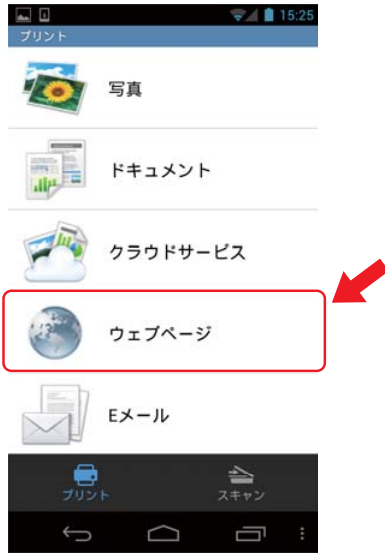 15:25
プリント
写真
ドキュメント
クラウドサービス
ウェブページ
Eメール
プリント
スキャン